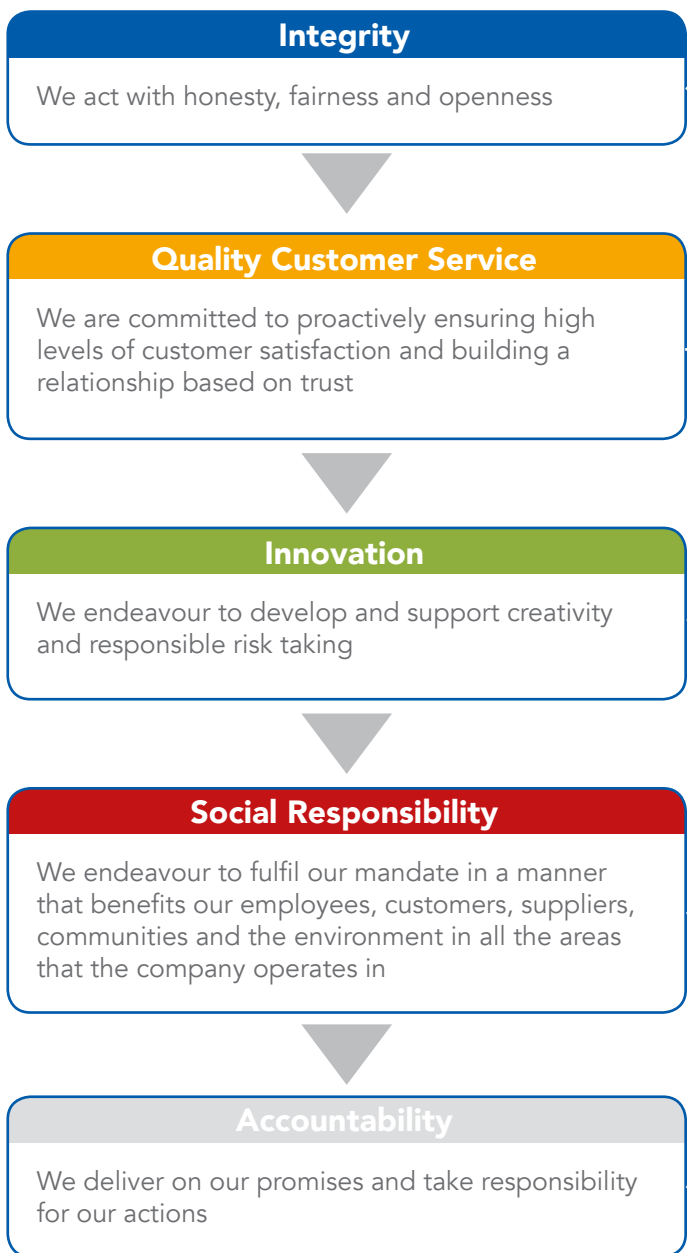 Integrity
We act with honesty, fairness and openness
Quality Customer Service
We are committed to proactively ensuring high
levels of customer satisfaction and building a
relationship based on trust
Innovation
We endeavour to develop and support creativity
and responsible risk taking
Social Responsibility
We endeavour to fulfil our mandate in a manner
that benefits our employees, customers, suppliers,
communities and the environment in all the areas
that the company operates in
Accountability
We deliver on our promises and take responsibility
for our actions